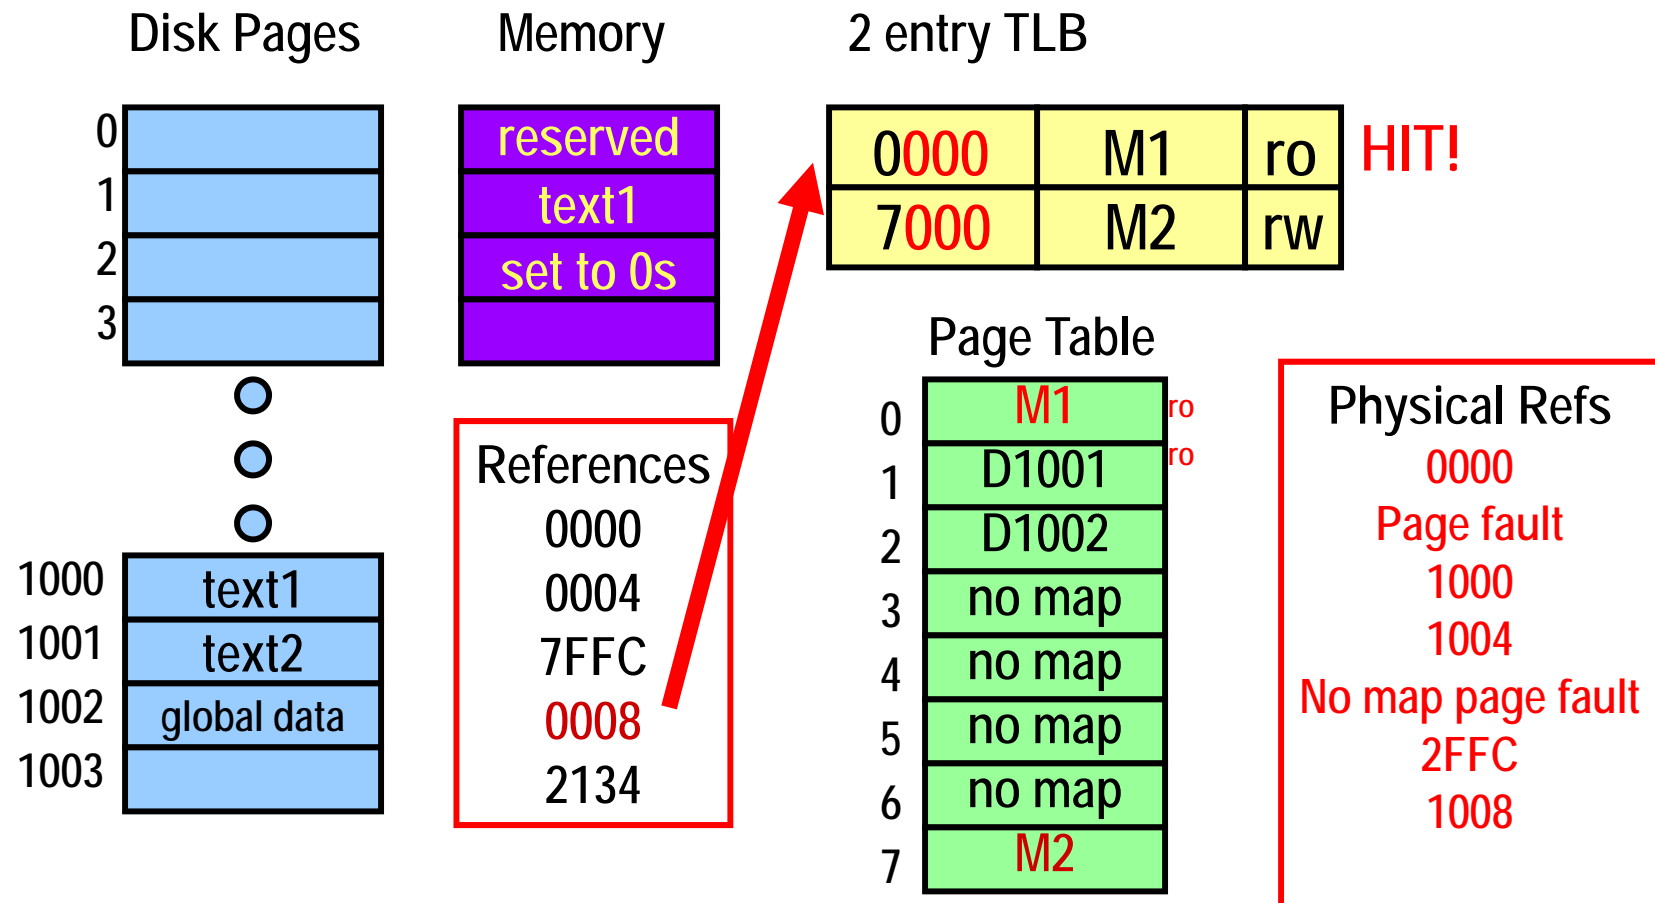 Disk Pages
Memory
2 entry TLB
0
1
2
3
1000 text1
1001 text2
1002 global data
1003
reserved
text1
set to 0s
References
0000
0004
7FFC
0008
2134
0000 M1 ro HIT!
7000 M2 rw
Page Table
0 M1 ro
1 D1001 ro
2 D1002
3 no map
4 no map
5 no map
6 no map
7 M2
Physical Refs
0000
Page fault
1000
1004
No map page fault
2FFC
1008